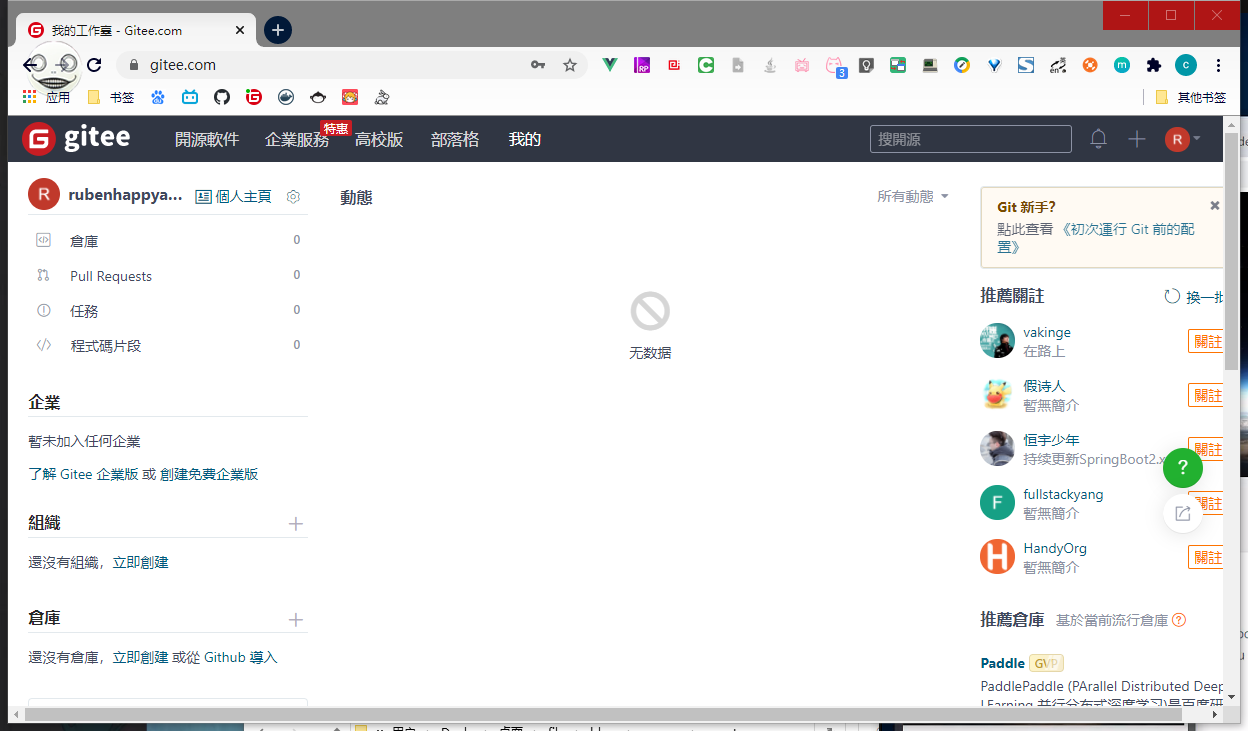 我的工作臺 - Gitee.com
gitee.com
RP
3
en
m
c
应用
书签
其他书签
gitee
開源軟件
企業服務
特惠
高校版
部落格
我的
搜開源
R
R
rubenhappya...
個人主頁
倉庫 0
Pull Requests 0
任務 0
程式碼片段 0
企業
暫未加入任何企業
了解 Gitee 企業版 或 創建免費企業版
組織
還沒有組織，立即創建
倉庫
還沒有倉庫，立即創建 或從 Github 導入
動態
所有動態
无数据
Git 新手?
點此查看 《初次運行 Git 前的配
置》
推薦關註
换一批
vakinge
在路上
關註
假诗人
暫無簡介
關註
恒宇少年
持续更新SpringBoot2.x
關註
F
fullstackyang
暫無簡介
關註
HandyOrg
暫無簡介
關註
?
推薦倉庫 基於當前流行倉庫
Paddle GVP
PaddlePaddle (PArallel Distributed Deep
LEarning 并行分布式深度学习)是百度研